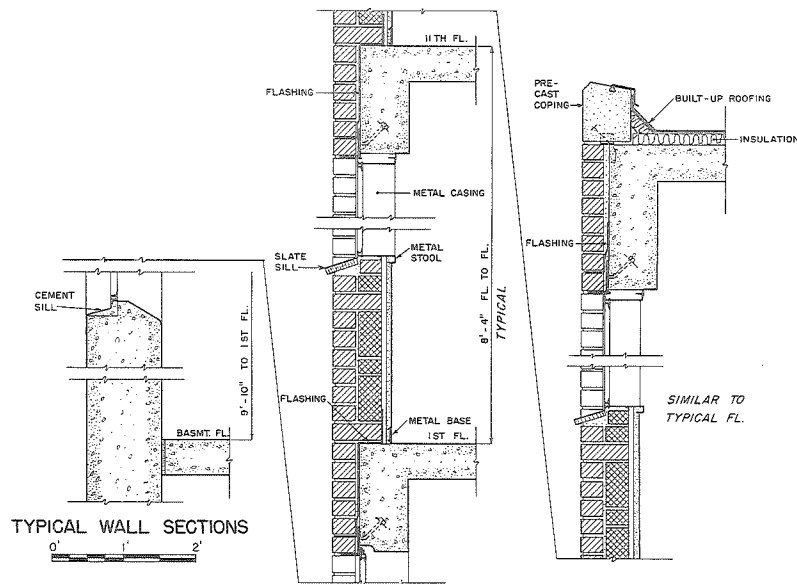 11TH FL.
FLASHING
METAL CASING
SLATE
SILL
METAL
STOOL
8'-4" FL. TO FL.
TYPICAL
FLASHING
METAL BASE
1ST FL.
CEMENT
SILL
9'-10" TO 1ST FL.
BASMT. FL.
PRE-
CAST
COPING
BUILT-UP ROOFING
INSULATION
FLASHING
SIMILAR TO
TYPICAL FL.
TYPICAL WALL SECTIONS
0' 1' 2'